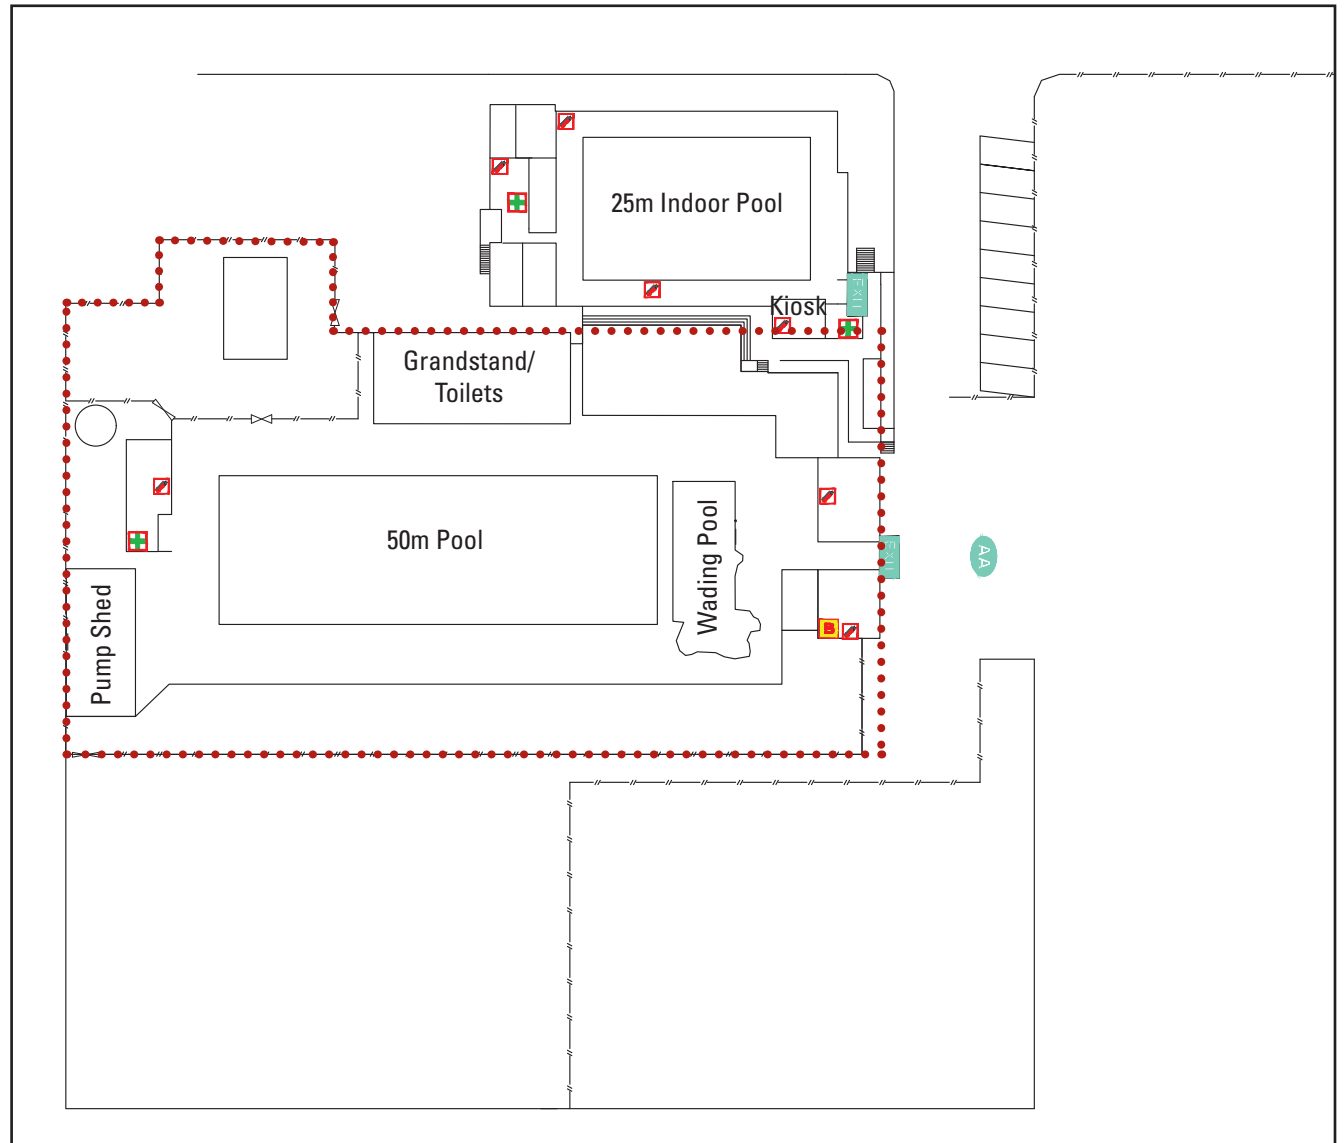 25m Indoor Pool
EXIT
Kiosk
Grandstand/
Toilets
50m Pool
Wading Pool
EXIT
AA
B
Pump Shed